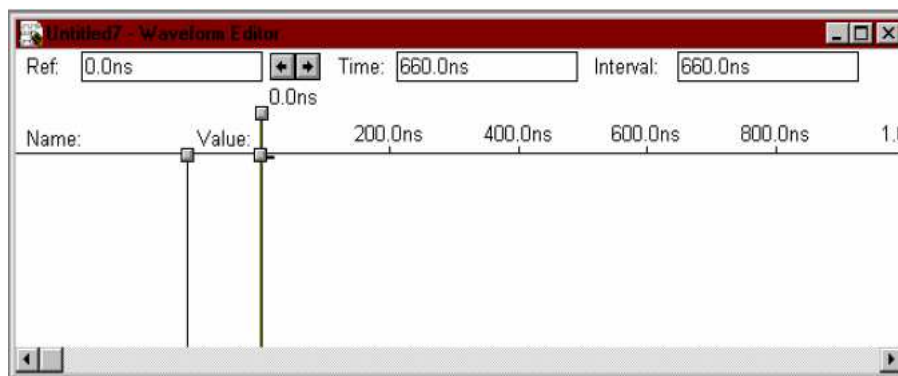 Untitled7 - Waveform Editor
Ref: 0.0ns Time: 660.0ns Interval: 660.0ns
0.0ns
Name: Value: 200.0ns 400.0ns 600.0ns 800.0ns